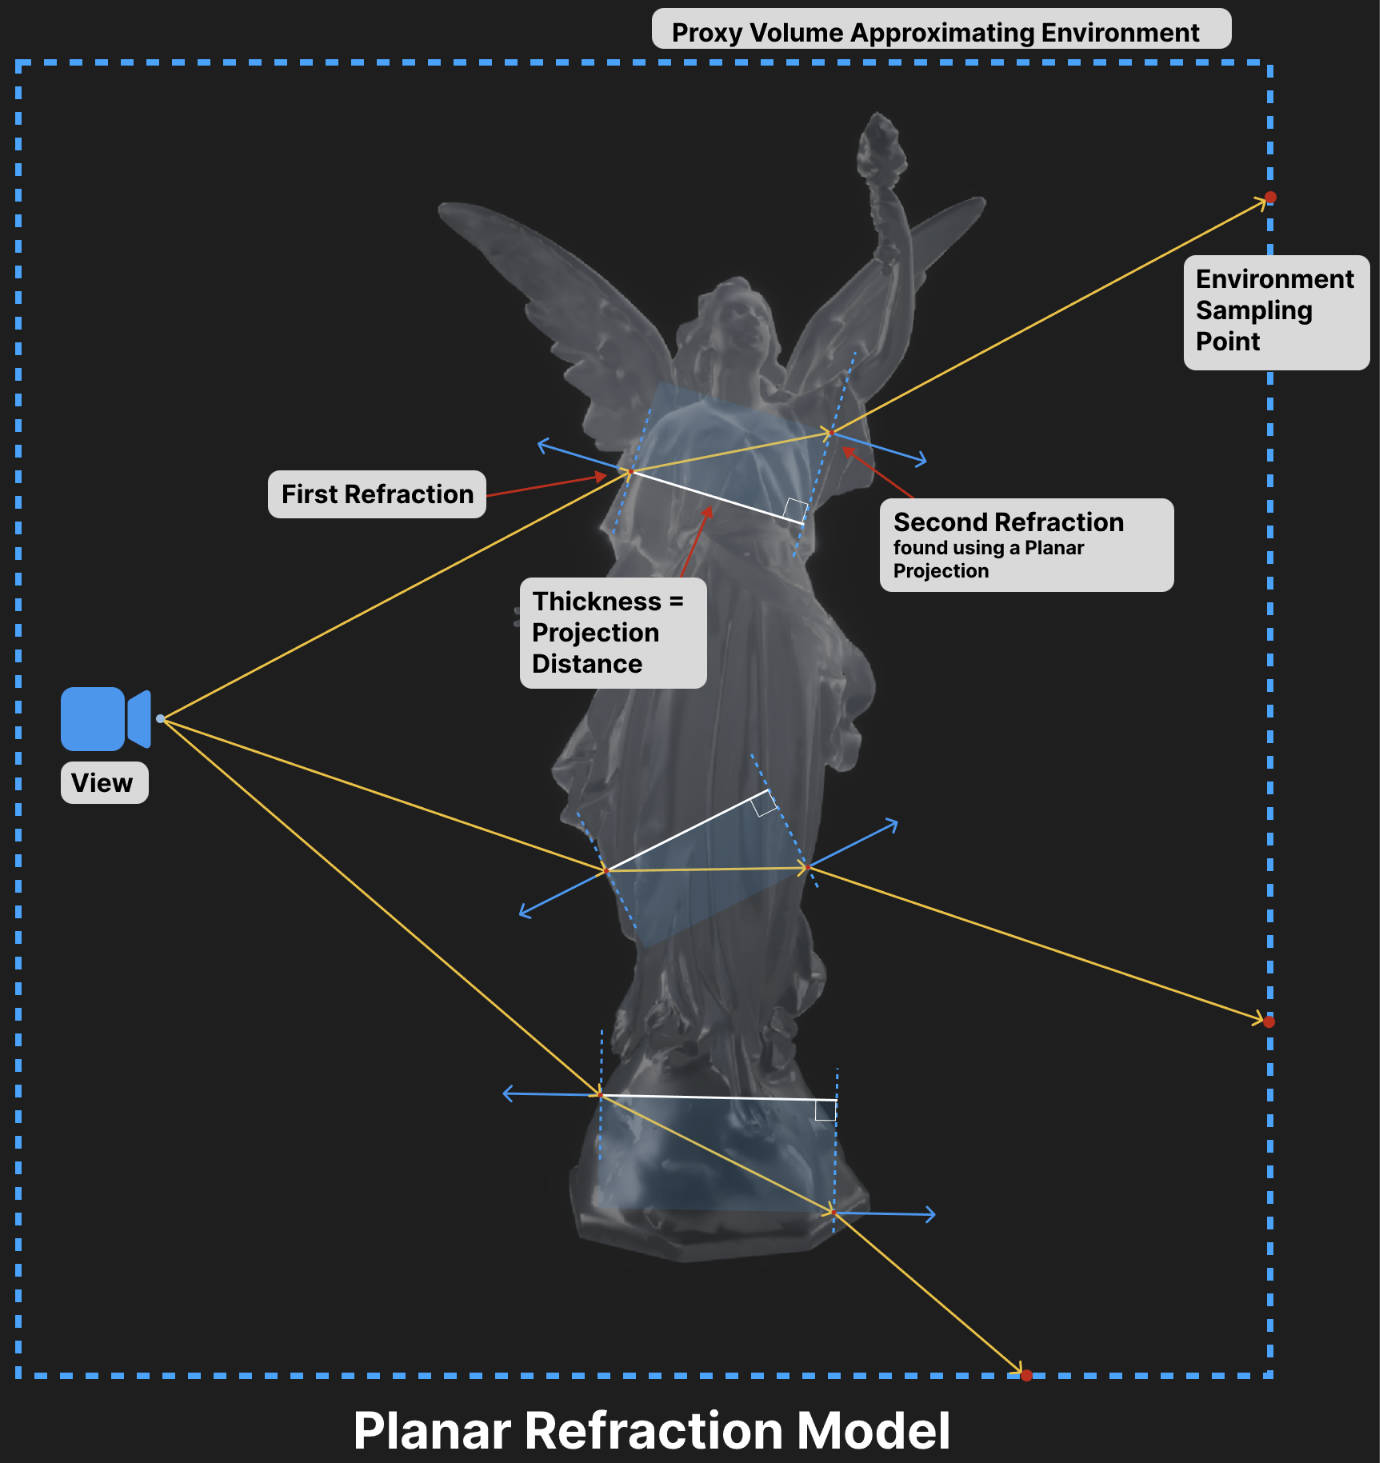 Proxy Volume Approximating Environment
Environment
Sampling
Point
First Refraction
Second Refraction
found using a Planar
Projection
Thickness =
Projection
Distance
View
Planar Refraction Model